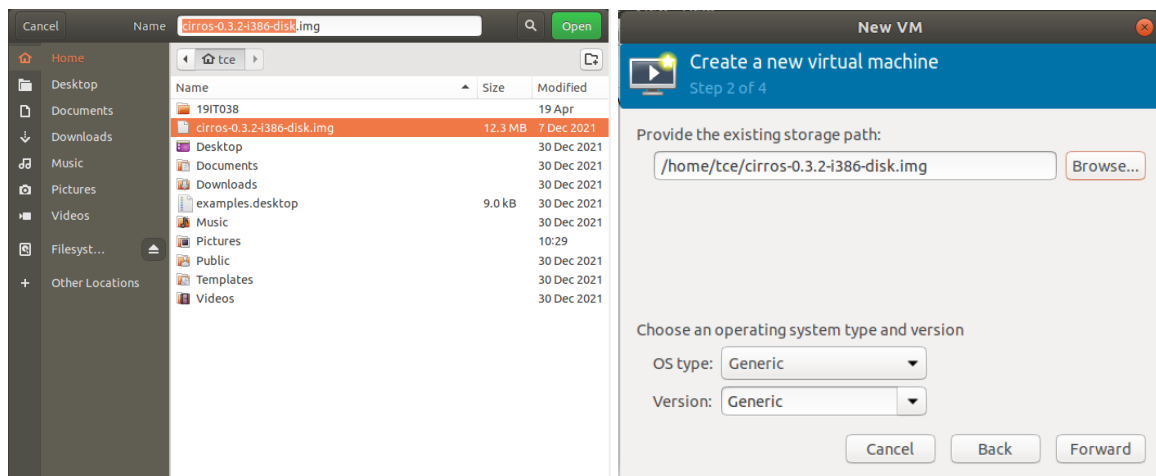 Cancel Name cirros-0.3.2-i386-disk.img Open
Home
Desktop
Documents
Downloads
Music
Pictures
Videos
Filesyst...
Other Locations
tce
Name Size Modified
19IT038 19 Apr
cirros-0.3.2-i386-disk.img 12.3 MB 7 Dec 2021
Desktop 30 Dec 2021
Documents 30 Dec 2021
Downloads 30 Dec 2021
examples.desktop 9.0 kB 30 Dec 2021
Music 30 Dec 2021
Pictures 10:29
Public 30 Dec 2021
Templates 30 Dec 2021
Videos 30 Dec 2021
New VM
Create a new virtual machine
Step 2 of 4
Provide the existing storage path:
/home/tce/cirros-0.3.2-i386-disk.img Browse...
Choose an operating system type and version
OS type: Generic
Version: Generic
Cancel Back Forward